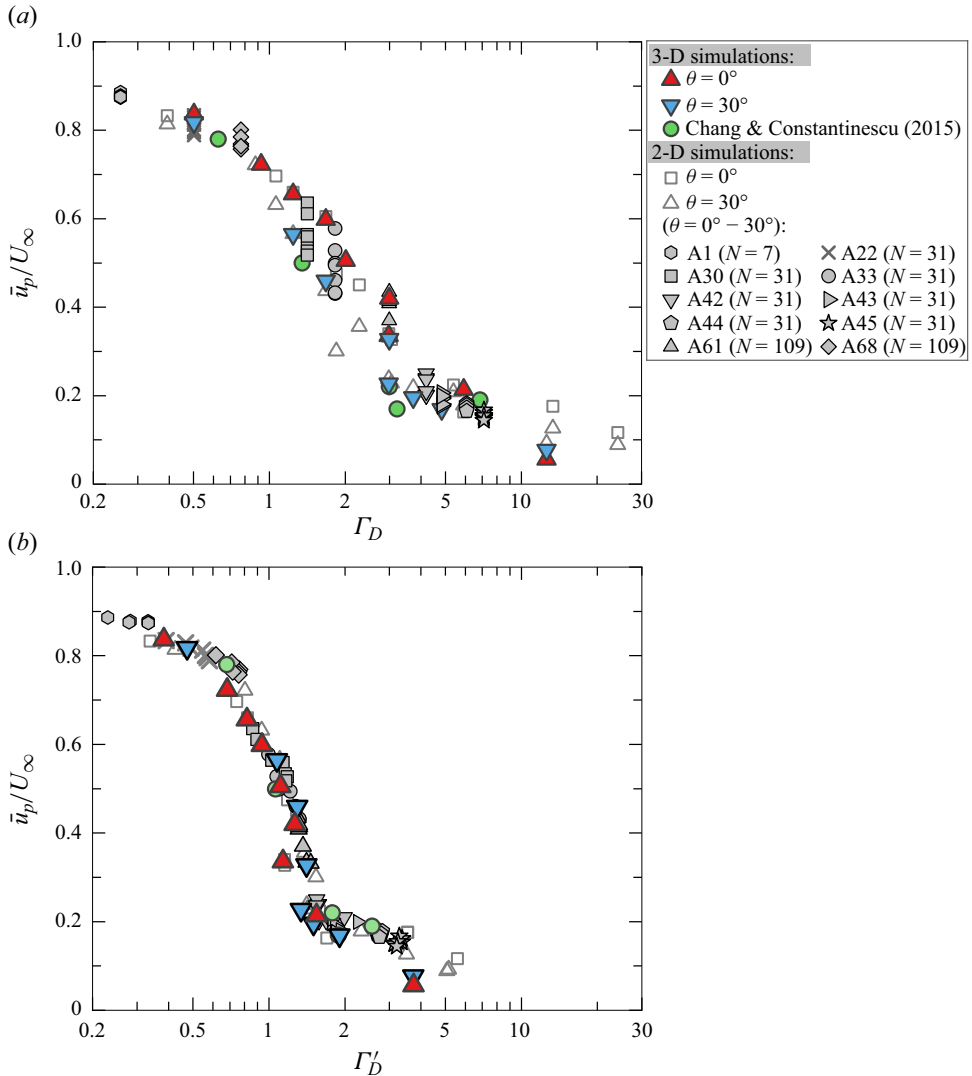 (a)
1.0
0.8
0.6
0.4
0.2
0
ū_p/U_∞
0.2 0.5 1 2 5 10 20 30
Γ_D
3-D simulations:
θ = 0°
θ = 30°
Chang & Constantinescu (2015)
2-D simulations:
θ = 0°
θ = 30°
(θ = 0° − 30°):
A1 (N = 7) A22 (N = 31)
A30 (N = 31) A33 (N = 31)
A42 (N = 31) A43 (N = 31)
A44 (N = 31) A45 (N = 31)
A61 (N = 109) A68 (N = 109)
(b)
1.0
0.8
0.6
0.4
0.2
0
ū_p/U_∞
0.2 0.5 1 2 5 10 20 30
Γ′_D